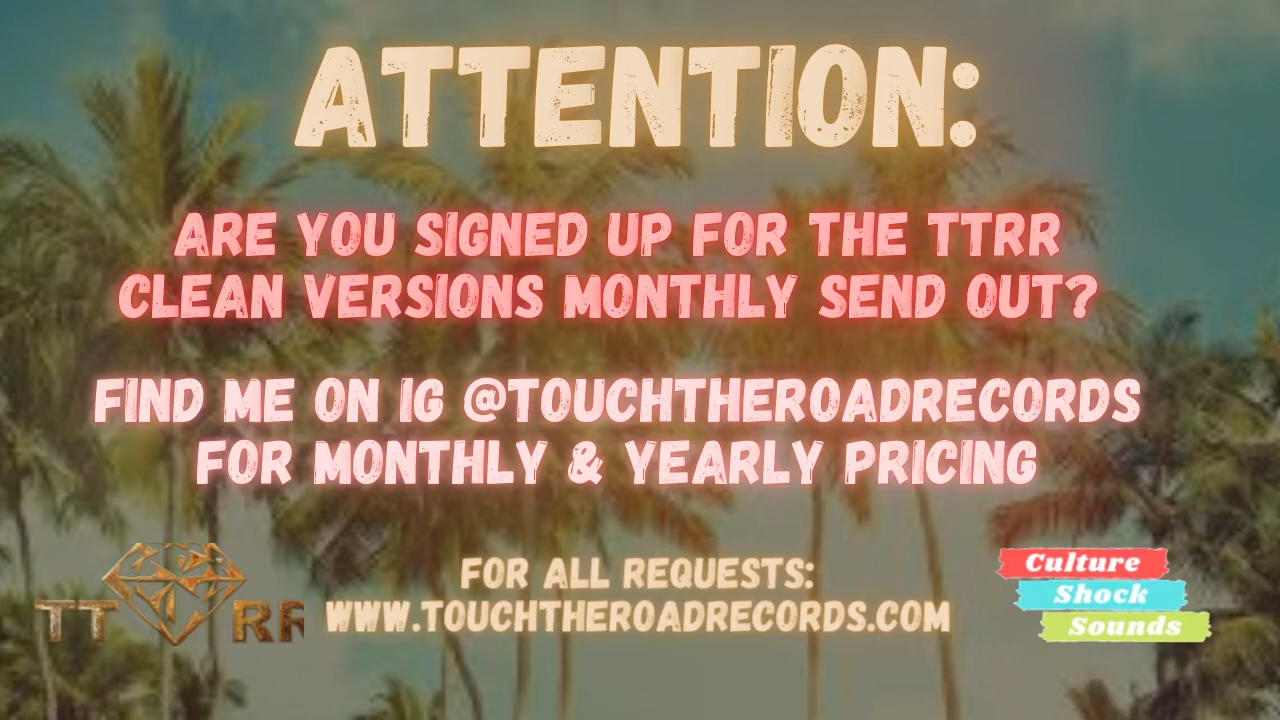 ATTENTION:
ARE YOU SIGNED UP FOR THE TTRR
CLEAN VERSIONS MONTHLY SEND OUT?
FIND ME ON IG @TOUCHTHEROADRECORDS
FOR MONTHLY & YEARLY PRICING
FOR ALL REQUESTS:
WWW.TOUCHTHEROADRECORDS.COM
TT RR
Culture
Shock
Sounds